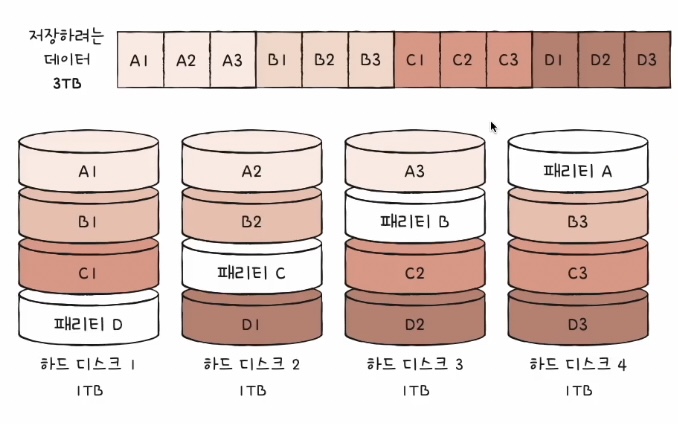 저장하려는
데이터
3TB
A1 A2 A3 B1 B2 B3 C1 C2 C3 D1 D2 D3
A1 A2 A3 패리티 A
B1 B2 패리티 B B3
C1 패리티 C C2 C3
패리티 D D1 D2 D3
하드 디스크 1 하드 디스크 2 하드 디스크 3 하드 디스크 4
1TB 1TB 1TB 1TB